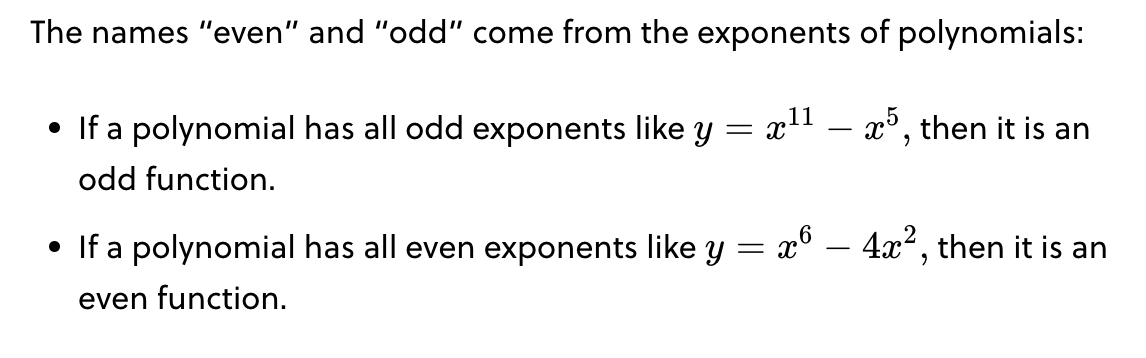 The names “even” and “odd” come from the exponents of polynomials:
• If a polynomial has all odd exponents like y = x¹¹ − x⁵, then it is an
odd function.
• If a polynomial has all even exponents like y = x⁶ − 4x², then it is an
even function.